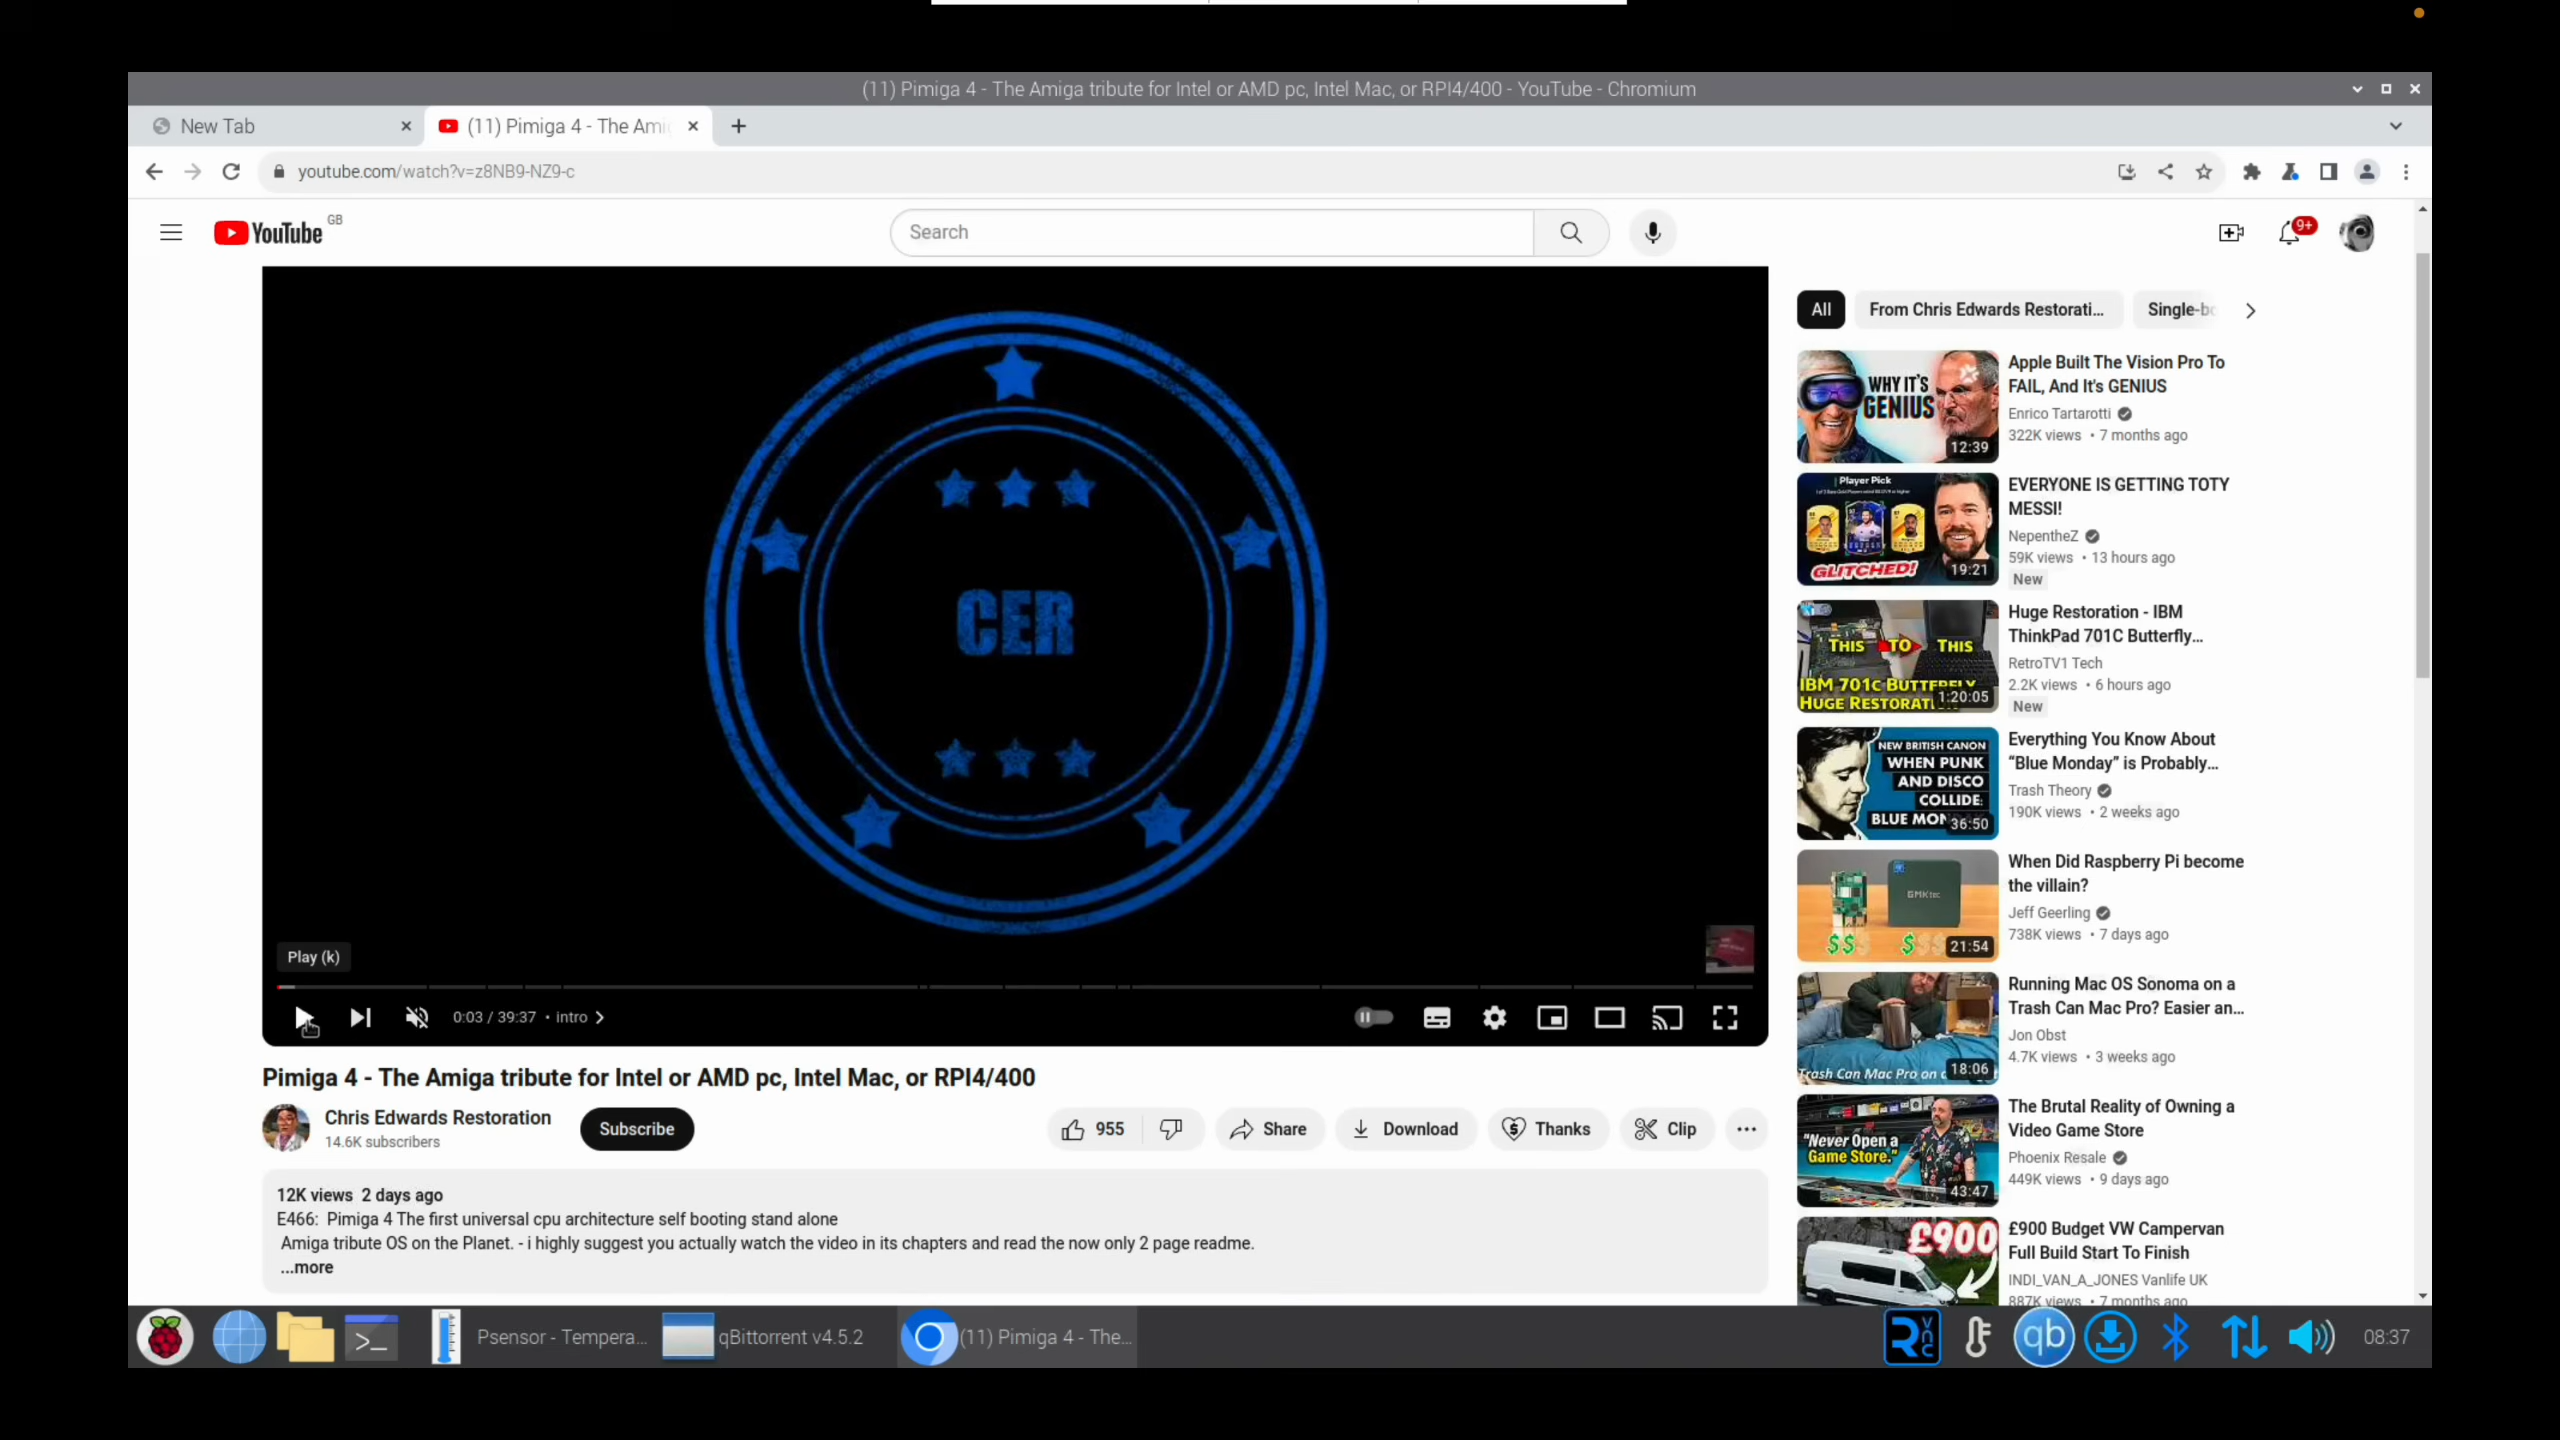 (11) Pimiga 4 - The Amiga tribute for Intel or AMD pc, Intel Mac, or RPI4/400 - YouTube - Chromium
New Tab
(11) Pimiga 4 - The Ami
youtube.com/watch?v=z8NB9-NZ9-c
YouTube
GB
Search
9+
CER
Play (k)
0:03 / 39:37 • intro
Pimiga 4 - The Amiga tribute for Intel or AMD pc, Intel Mac, or RPI4/400
Chris Edwards Restoration
14.6K subscribers
Subscribe
955
Share
Download
Thanks
Clip
12K views 2 days ago
E466: Pimiga 4 The first universal cpu architecture self booting stand alone
Amiga tribute OS on the Planet. - i highly suggest you actually watch the video in its chapters and read the now only 2 page readme.
...more
All
From Chris Edwards Restorati...
Single-bo
WHY IT'S
GENIUS
12:39
Apple Built The Vision Pro To
FAIL, And It's GENIUS
Enrico Tartarotti
322K views • 7 months ago
Player Pick
GLITCHED!
19:21
EVERYONE IS GETTING TOTY
MESSI!
NepentheZ
59K views • 13 hours ago
New
THIS TO THIS
IBM 701C BUTTERFLY
HUGE RESTORATI
1:20:05
Huge Restoration - IBM
ThinkPad 701C Butterfly...
RetroTV1 Tech
2.2K views • 6 hours ago
New
NEW BRITISH CANON
WHEN PUNK
AND DISCO
COLLIDE:
BLUE MON
36:50
Everything You Know About
“Blue Monday” is Probably...
Trash Theory
190K views • 2 weeks ago
GMKtec
$$ $
21:54
When Did Raspberry Pi become
the villain?
Jeff Geerling
738K views • 7 days ago
Trash Can Mac Pro on
18:06
Running Mac OS Sonoma on a
Trash Can Mac Pro? Easier an...
Jon Obst
4.7K views • 3 weeks ago
"Never Open a
Game Store."
43:47
The Brutal Reality of Owning a
Video Game Store
Phoenix Resale
449K views • 9 days ago
£900
£900 Budget VW Campervan
Full Build Start To Finish
INDI_VAN_A_JONES Vanlife UK
887K views • 7 months ago
Psensor - Tempera...
qBittorrent v4.5.2
(11) Pimiga 4 - The...
VNC
qb
08:37